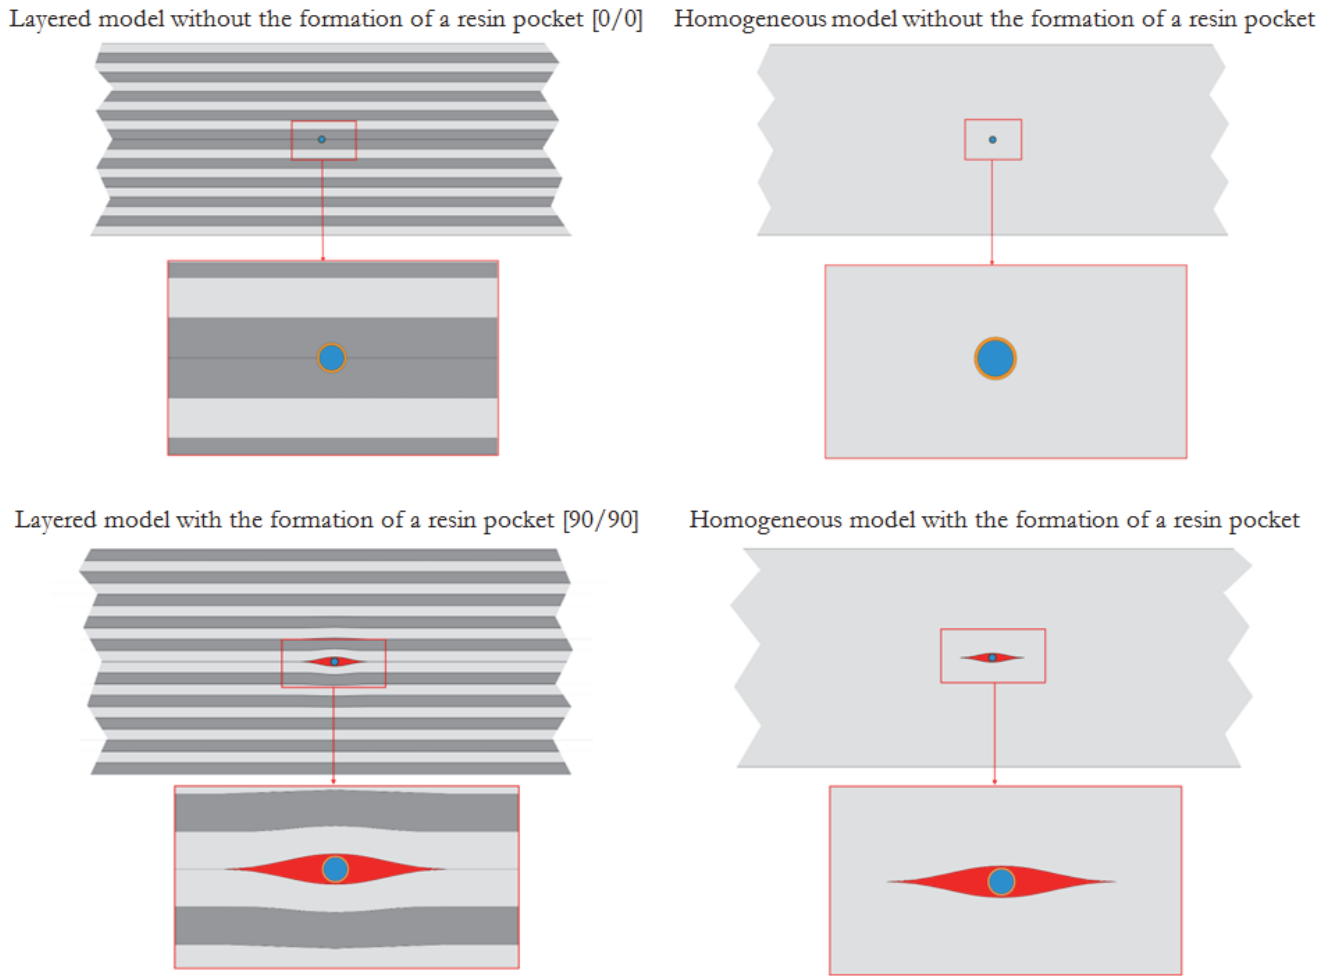 Layered model without the formation of a resin pocket [0/0]
Homogeneous model without the formation of a resin pocket
Layered model with the formation of a resin pocket [90/90]
Homogeneous model with the formation of a resin pocket